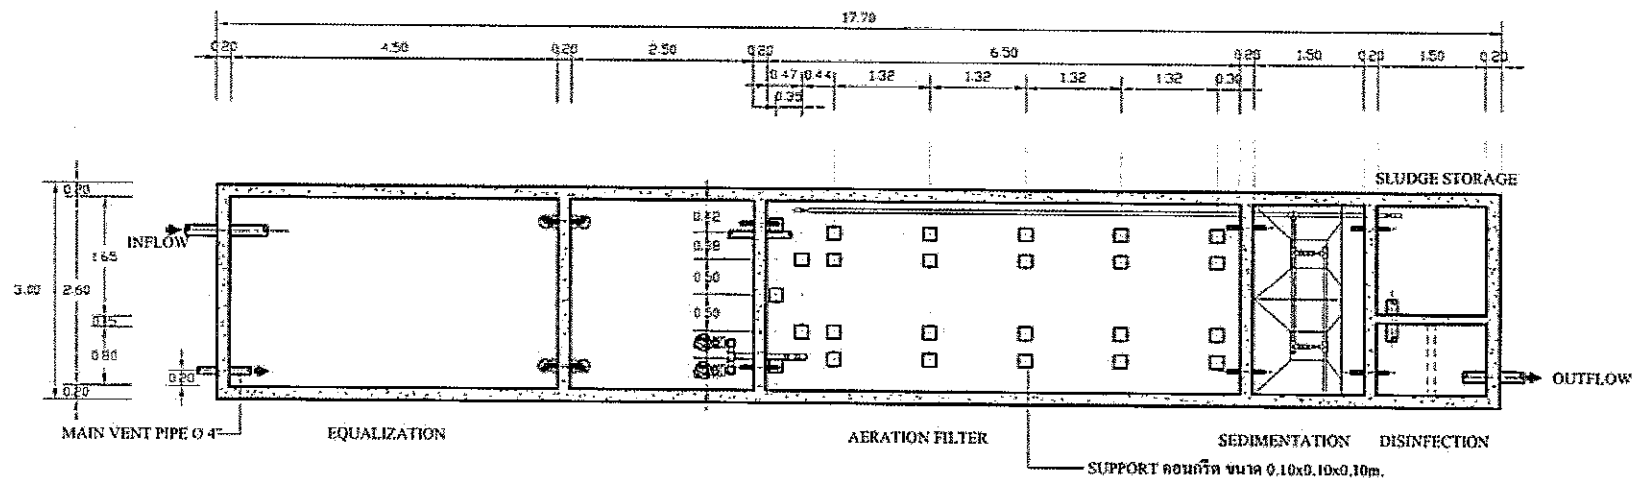 17.70
0.20 4.50 0.20 2.50 0.20 6.50 0.20 1.50 0.20 1.50 0.20
0.47 0.44 1.32 1.32 1.32 1.32 0.30
0.35
0.20
SLUDGE STORAGE
INFLOW
1.65
0.50
3.00 2.60
0.50
0.15
0.80
0.20
0.20
OUTFLOW
MAIN VENT PIPE Ø 4"
EQUALIZATION
AERATION FILTER
SEDIMENTATION
DISINFECTION
SUPPORT คอนกรีต ขนาด 0.10x0.10x0.10m.